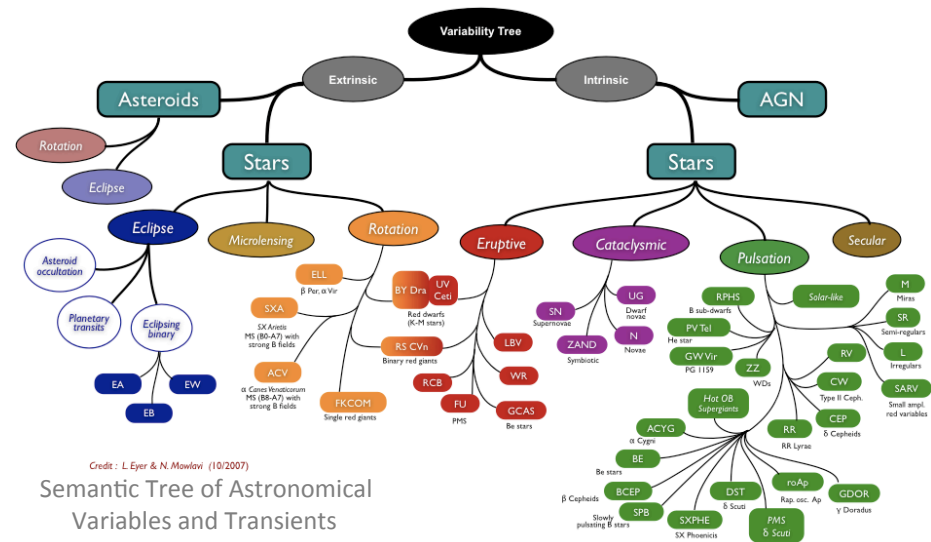 Variability Tree
Extrinsic
Intrinsic
Asteroids
AGN
Rotation
Eclipse
Stars
Stars
Eclipse
Microlensing
Rotation
Eruptive
Cataclysmic
Pulsation
Secular
Asteroid
occultation
Planetary
transits
Eclipsing
binary
EA
EB
EW
ELL
β Per, α Vir
SXA
SX Arietis
MS (B0-A7) with
strong B fields
ACV
α Canes Venaticorum
MS (B8-A7) with
strong B fields
FKCOM
Single red giants
BY Dra
UV
Ceti
Red dwarfs
(K-M stars)
RS CVn
Binary red giants
LBV
WR
RCB
FU
PMS
GCAS
Be stars
SN
Supernovae
UG
Dwarf
novae
ZAND
Symbiotic
N
Novae
RPHS
B sub-dwarfs
Solar-like
PV Tel
He star
GW Vir
PG 1159
ZZ
WDs
M
Miras
SR
Semi-regulars
L
Irregulars
SARV
Small ampl.
red variables
RV
CW
Type II Ceph.
CEP
δ Cepheids
RR
RR Lyrae
Hot OB
Supergiants
ACYG
α Cygni
BE
Be stars
BCEP
β Cepheids
SPB
Slowly
pulsating B stars
SXPHE
SX Phoenicis
DST
δ Scuti
PMS
δ Scuti
roAp
Rap. osc. Ap
GDOR
γ Doradus
Credit : L. Eyer & N. Mowlavi (10/2007)
Semantic Tree of Astronomical
Variables and Transients